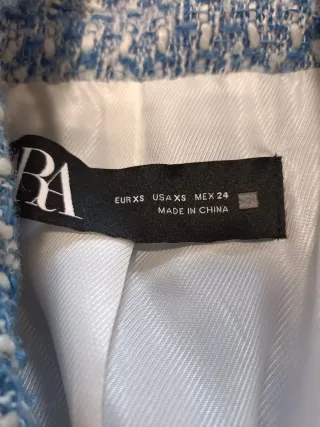 RA
EUR XS USA XS MEX 24
MADE IN CHINA